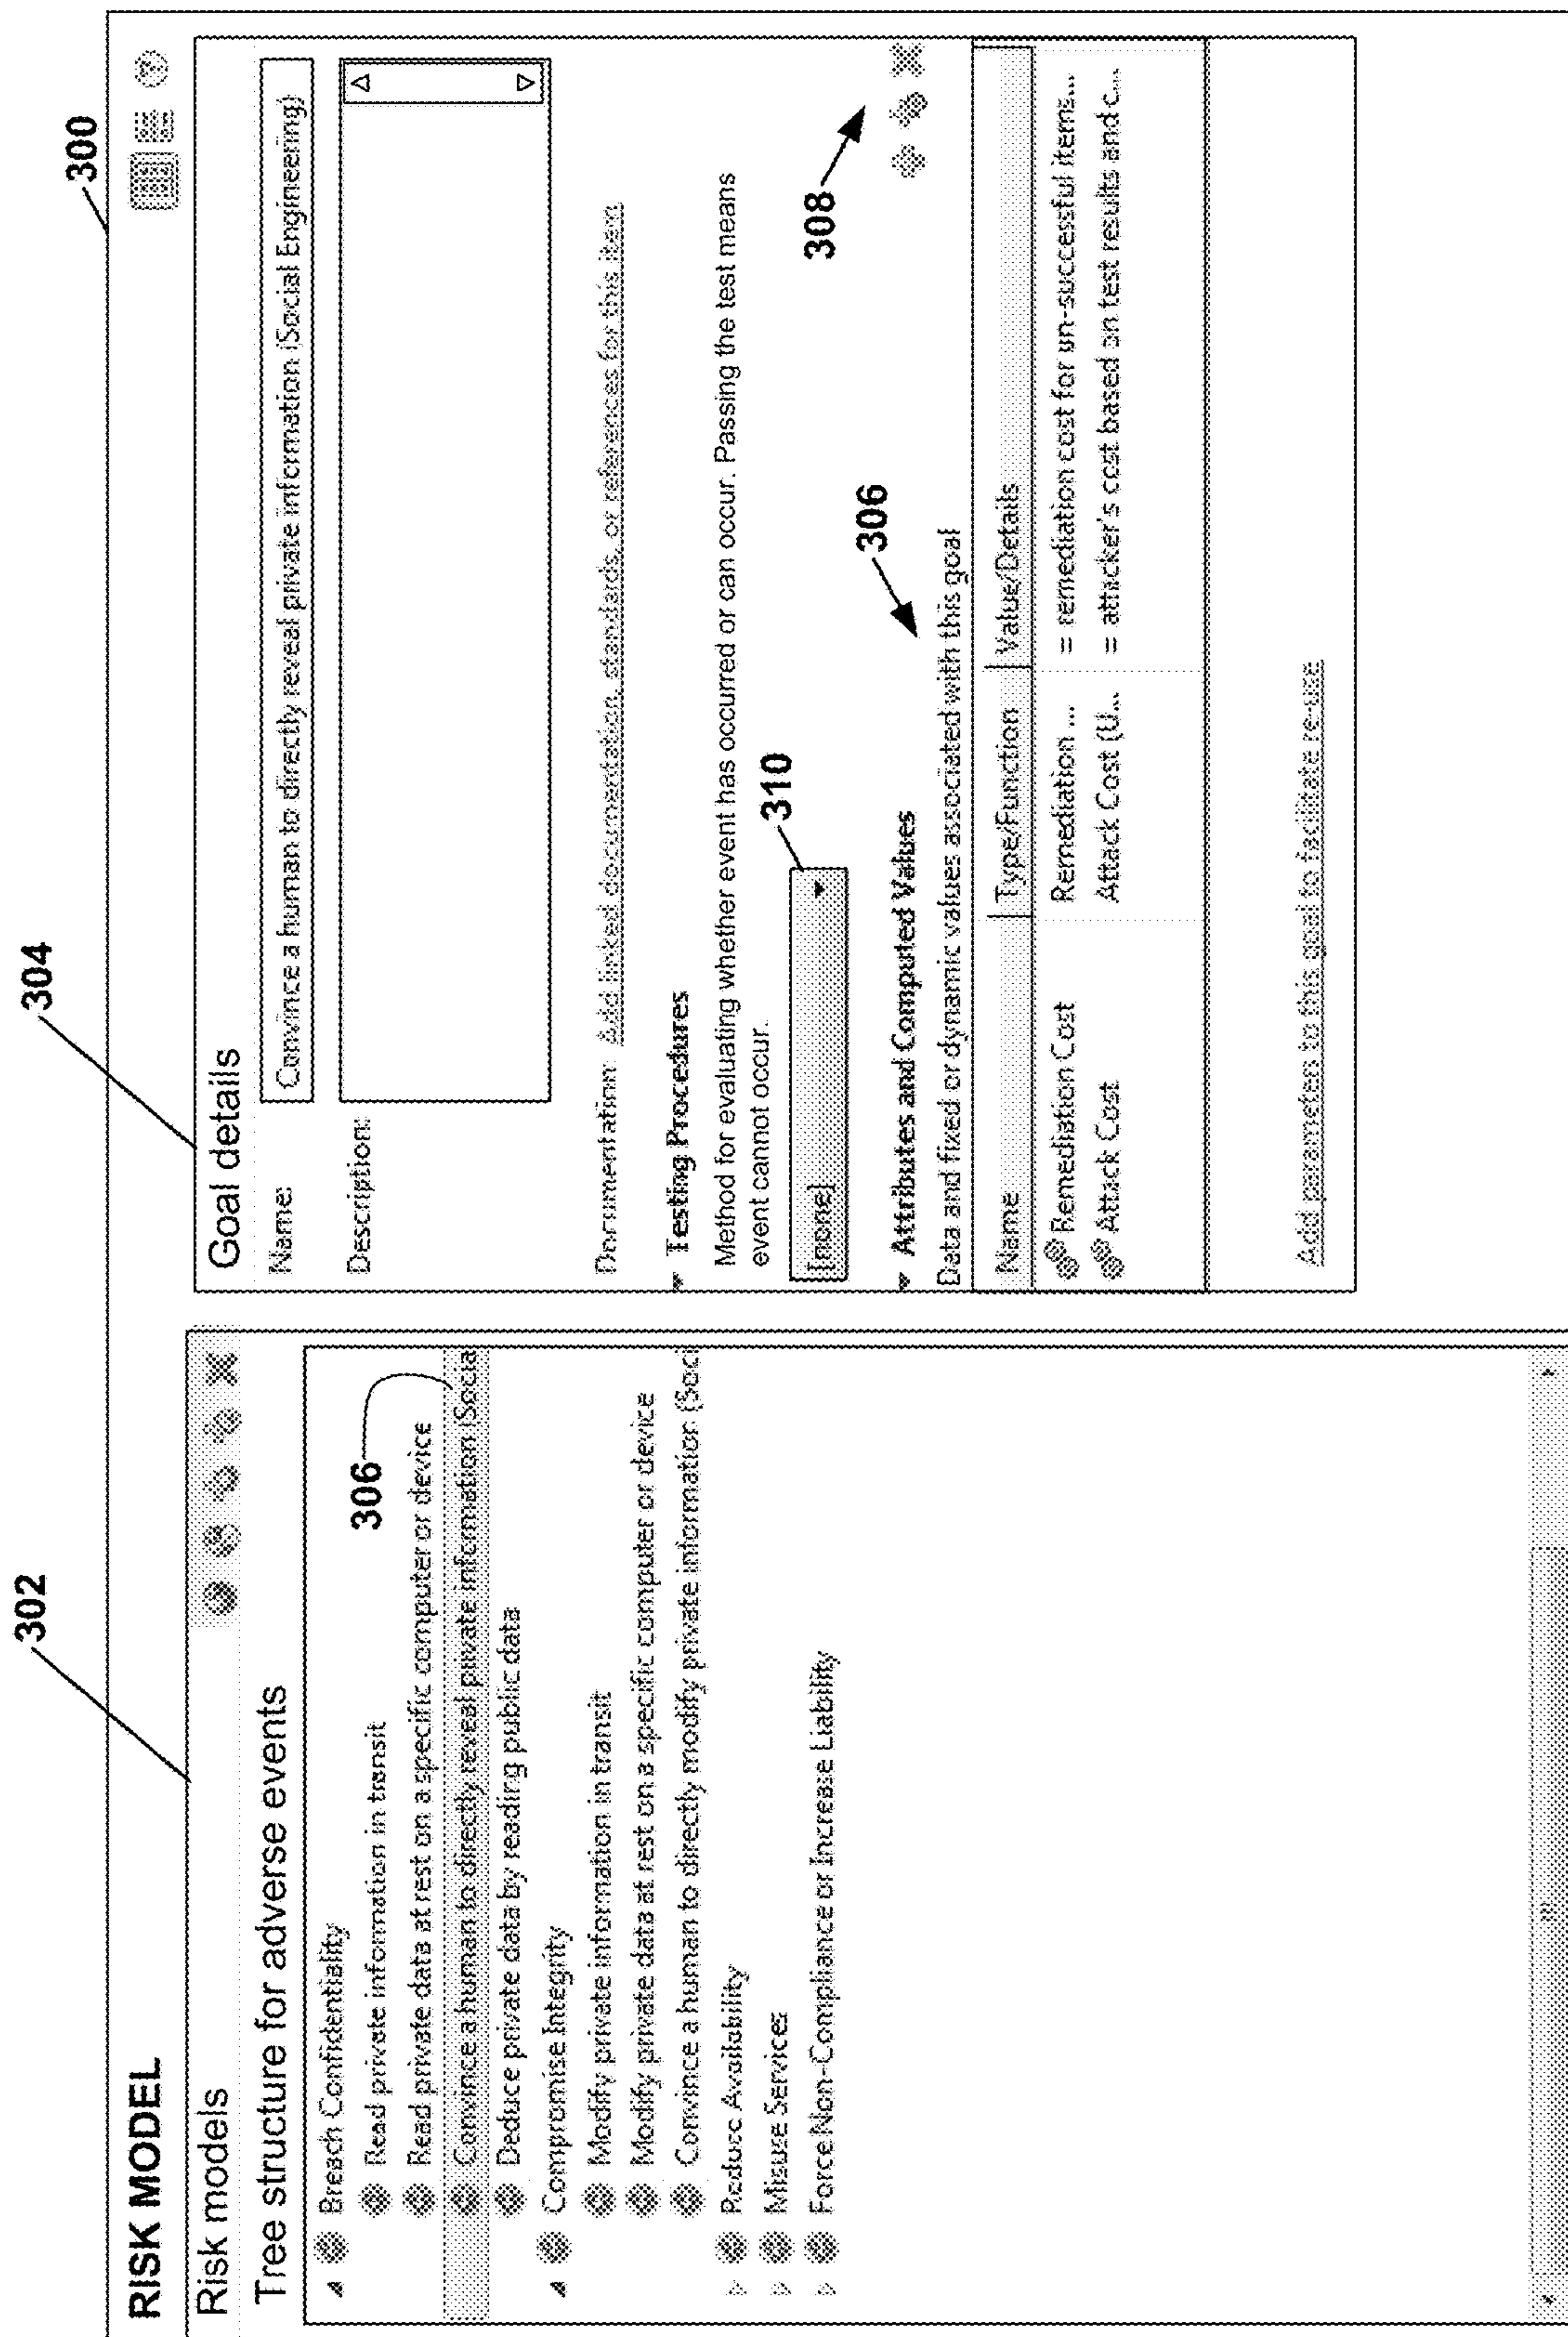 300
302
304
RISK MODEL
Risk models
Tree structure for adverse events
Breach Confidentiality
Read private information in transit
306
Read private data at rest on a specific computer or device
Convince a human to directly reveal private information (Socia
Deduce private data by reading public data
Compromise Integrity
Modify private information in transit
Modify private data at rest on a specific computer or device
Convince a human to directly modify private information (Soci
Reduce Availability
Misuse Services
Force Non-Compliance or Increase Liability
Goal details
Name: Convince a human to directly reveal private information (Social Engineering)
Description:
Documentation: Add linked documentation, standards, or references for this item
Testing Procedures
Method for evaluating whether event has occurred or can occur. Passing the test means
event cannot occur.
310
[none]
308
306
Attributes and Computed Values
Data and fixed or dynamic values associated with this goal
Name Type/Function Value/Details
Remediation Cost Remediation ... = remediation cost for un-successful items...
Attack Cost Attack Cost (U... = attacker's cost based on test results and c...
Add parameters to this goal to facilitate re-use